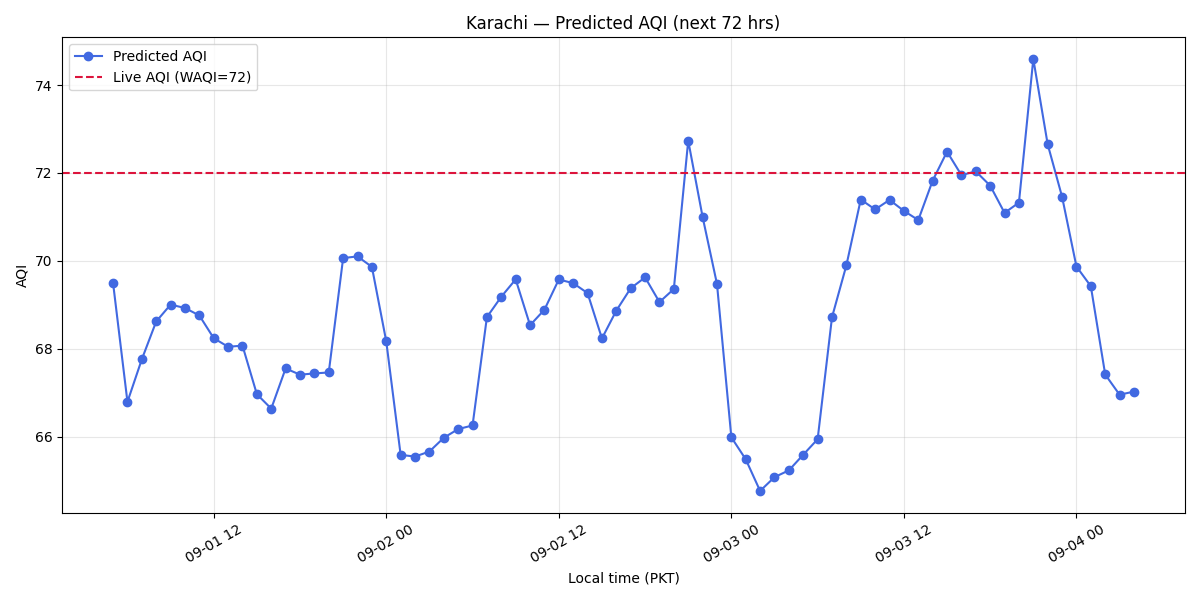 Karachi — Predicted AQI (next 72 hrs)
Predicted AQI
Live AQI (WAQI=72)
AQI
74
72
70
68
66
09-01 12
09-02 00
09-02 12
09-03 00
09-03 12
09-04 00
Local time (PKT)